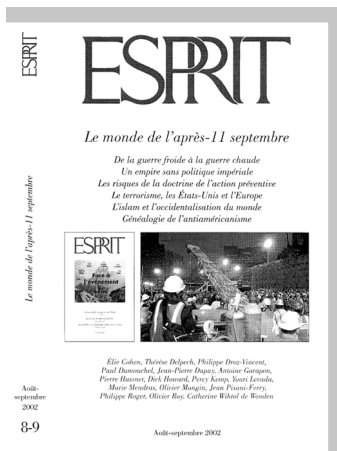 ESPRIT
Le monde de l'après-11 septembre
Août-
septembre
2002
8-9
ESPRIT
Le monde de l'après-11 septembre
De la guerre froide à la guerre chaude
Un empire sans politique impériale
Les risques de la doctrine de l'action préventive
Le terrorisme, les États-Unis et l'Europe
L'islam et l'occidentalisation du monde
Généalogie de l'antiaméricanisme
ESPRIT
Face à
l'événement
Élie Cohen, Thérèse Delpech, Philippe Droz-Vincent,
Paul Dumouchel, Jean-Pierre Dupuy, Antoine Garapon,
Pierre Hassner, Dick Howard, Percy Kemp, Youri Levada,
Marie Mendras, Olivier Mongin, Jean Pisani-Ferry,
Philippe Roger, Olivier Roy, Catherine Wihtol de Wenden
Août-septembre 2002